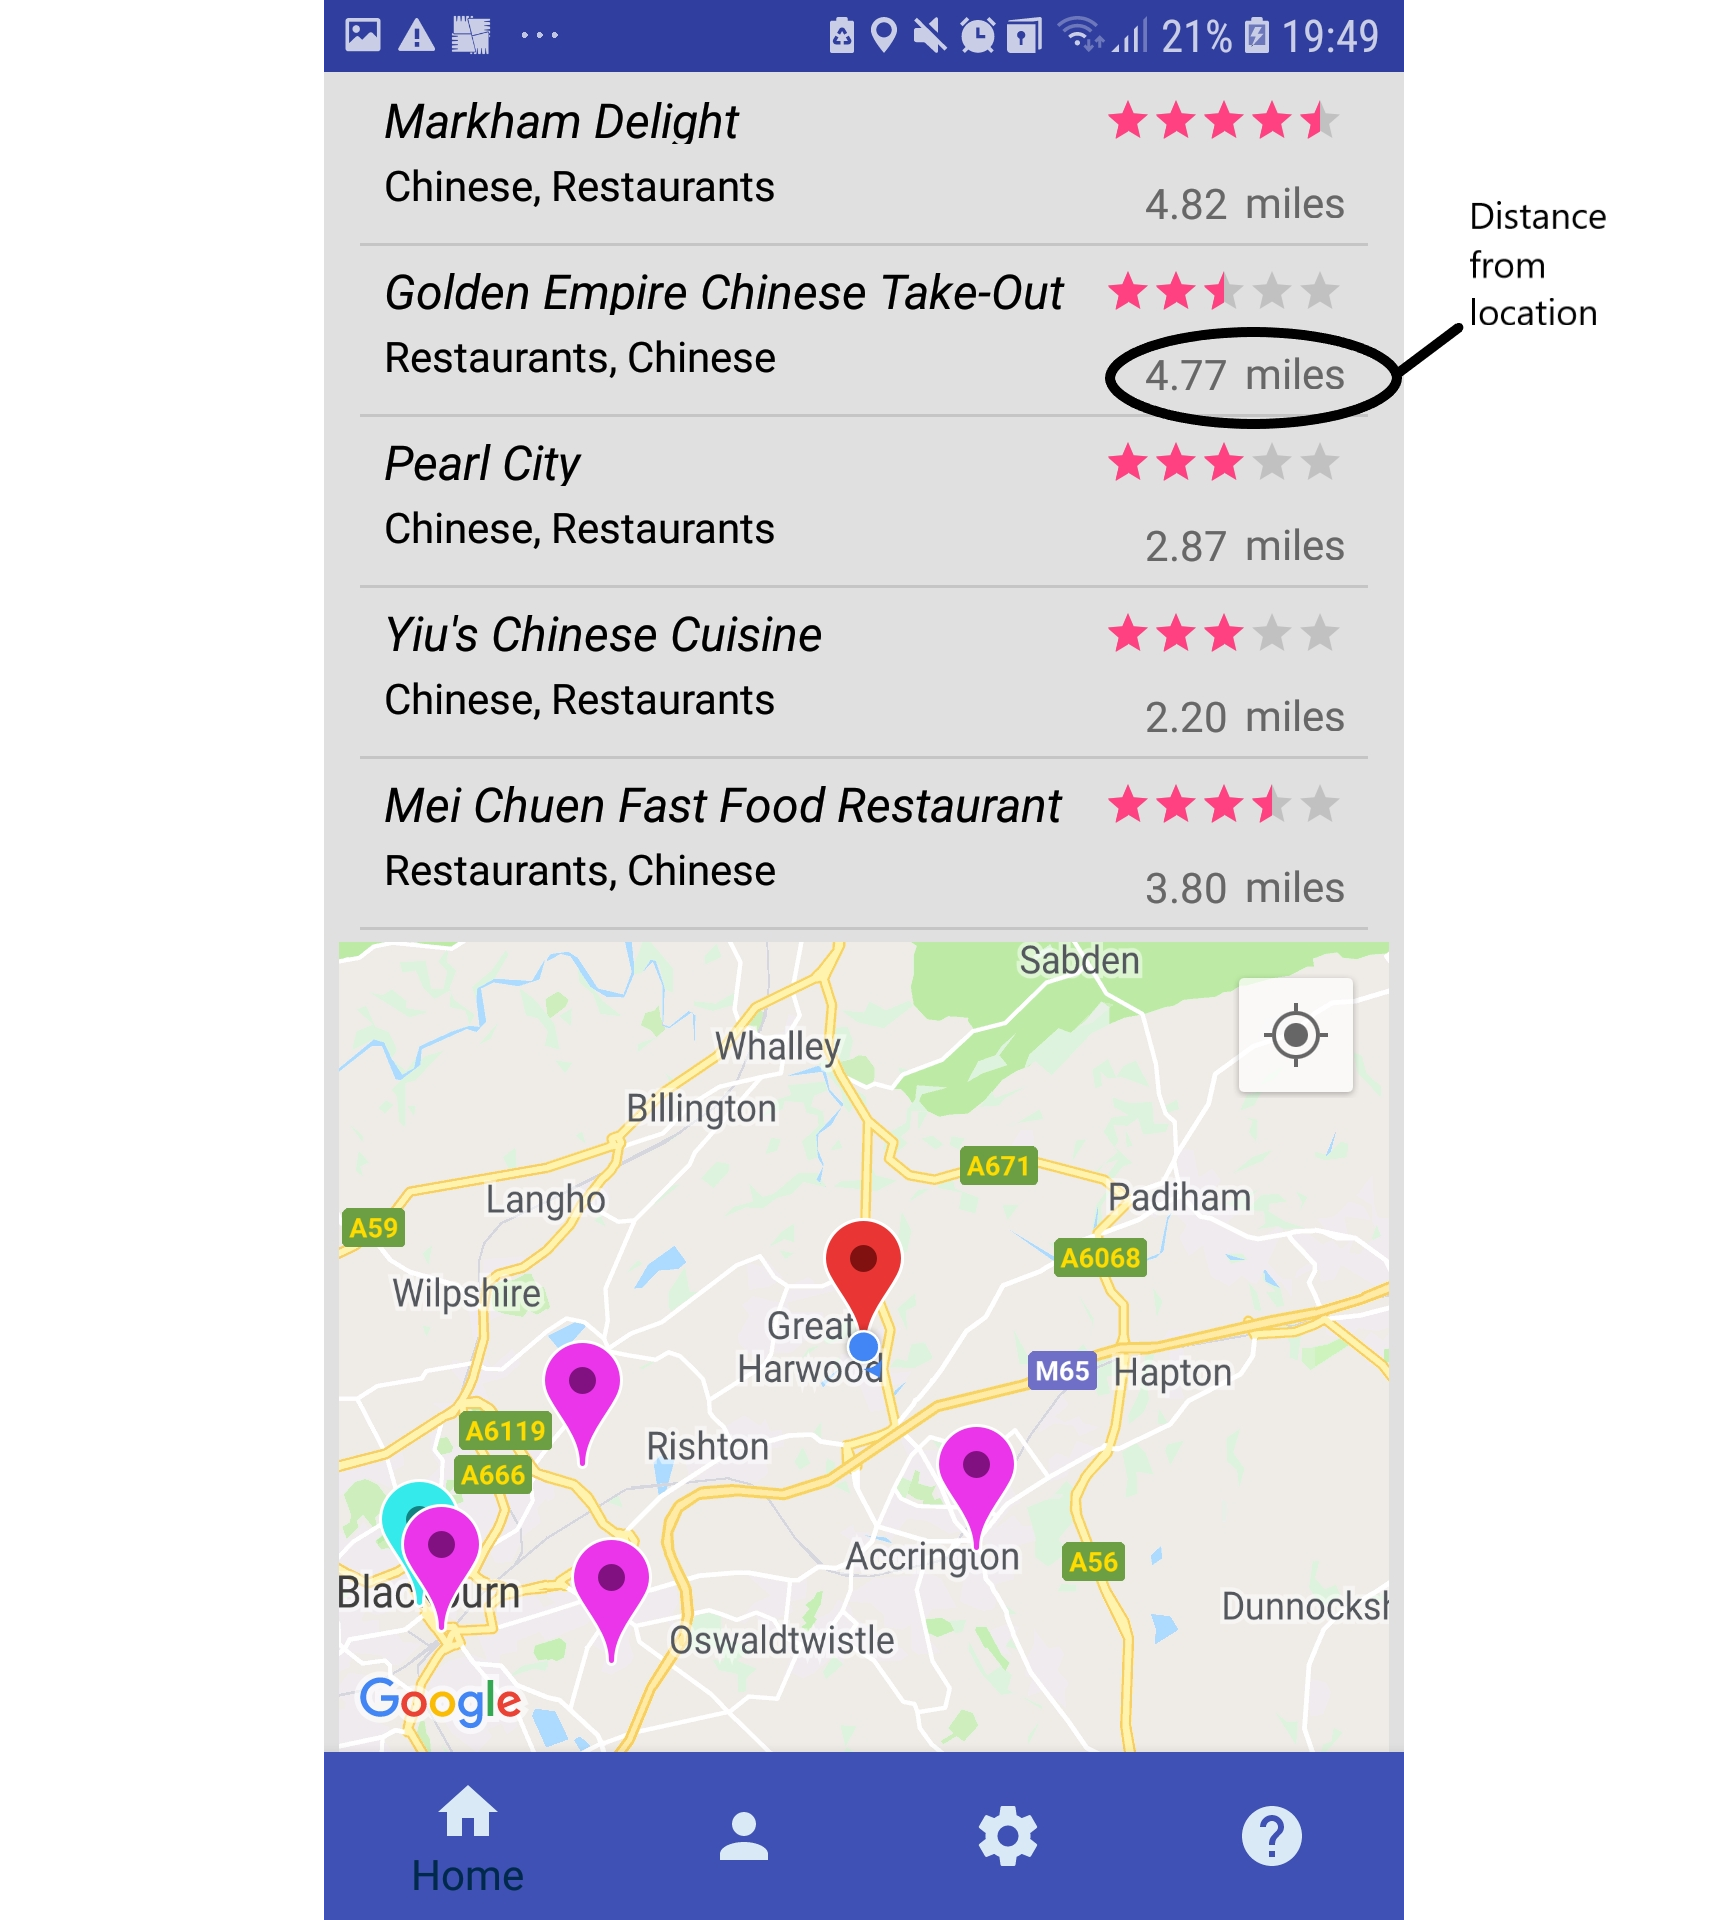 21% 19:49
Markham Delight
Chinese, Restaurants
4.82 miles
Distance
from
location
Golden Empire Chinese Take-Out
Restaurants, Chinese
4.77 miles
Pearl City
Chinese, Restaurants
2.87 miles
Yiu's Chinese Cuisine
Chinese, Restaurants
2.20 miles
Mei Chuen Fast Food Restaurant
Restaurants, Chinese
3.80 miles
Sabden
Whalley
Billington
A671
Langho
Padiham
A59
A6068
Wilpshire
Great
Harwood
M65
Hapton
A6119
Rishton
A666
Accrington
A56
Blac urn
Dunnocksh
Oswaldtwistle
Google
Home